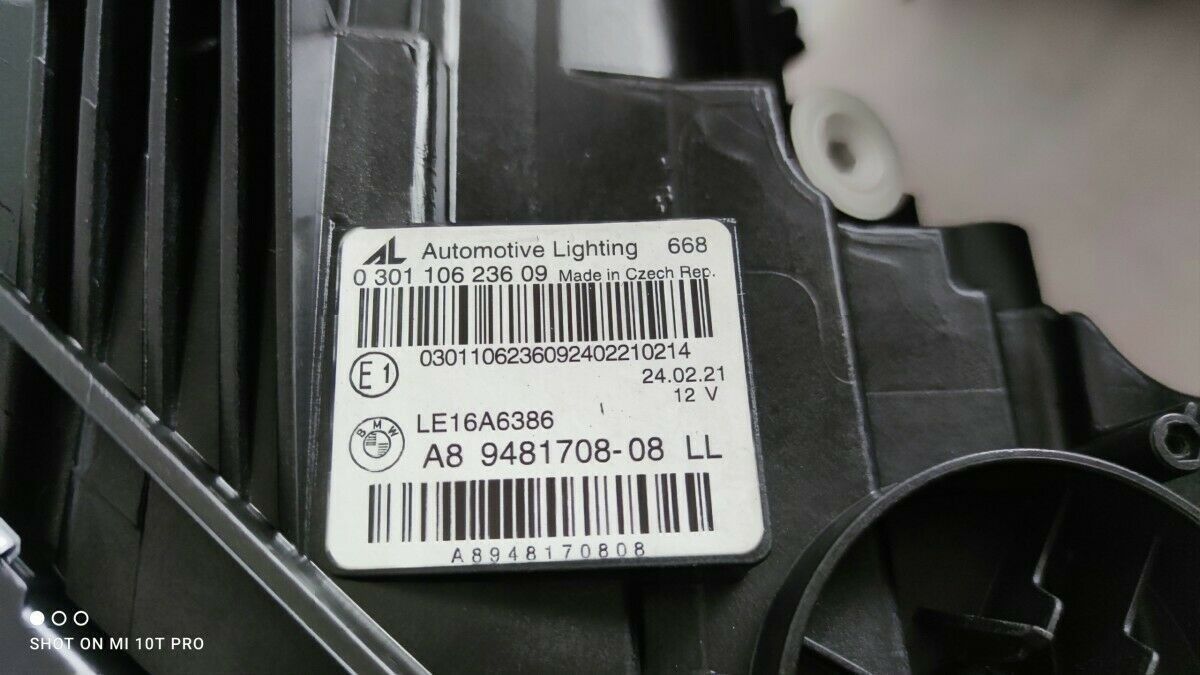 AL Automotive Lighting 668
0 301 106 236 09 Made in Czech Rep.
0301106236092402210214
E1
24.02.21
12 V
BMW
LE16A6386
A8 9481708-08 LL
A8948170808
SHOT ON MI 10T PRO